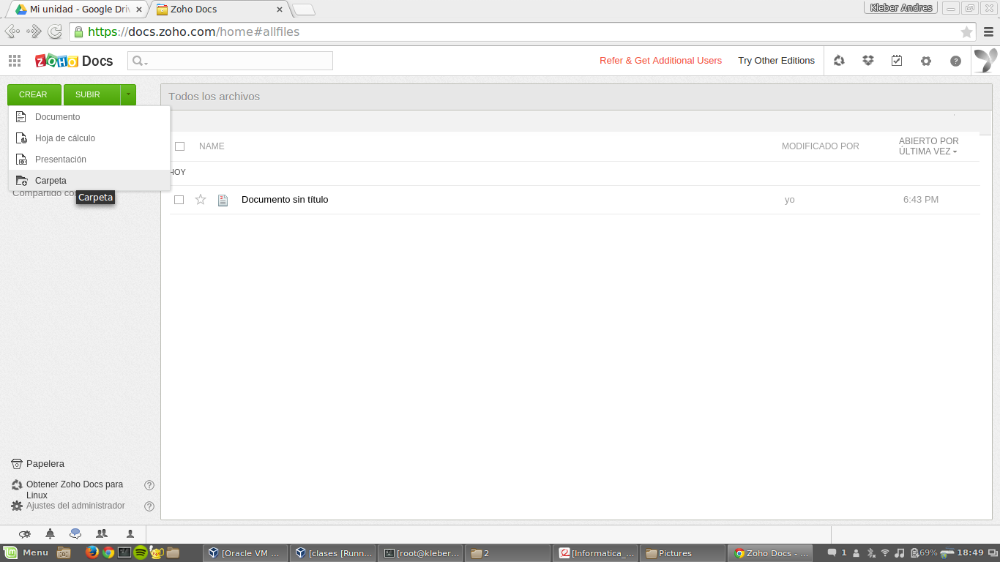 Mi unidad - Google Driv
Zoho Docs
Kleber Andres
https://docs.zoho.com/home#allfiles
ZOHO Docs
Refer & Get Additional Users
Try Other Editions
CREAR
SUBIR
Todos los archivos
Documento
Hoja de cálculo
Presentación
Carpeta
Compartido con
Carpeta
NAME
MODIFICADO POR
ABIERTO POR
ÚLTIMA VEZ
HOY
Documento sin título
yo
6:43 PM
Papelera
Obtener Zoho Docs para
Linux
Ajustes del administrador
Menu
[Oracle VM ...
[clases [Runn...
[root@kleber...
2
[Informatica_...
Pictures
Zoho Docs - ...
1
69%
18:49